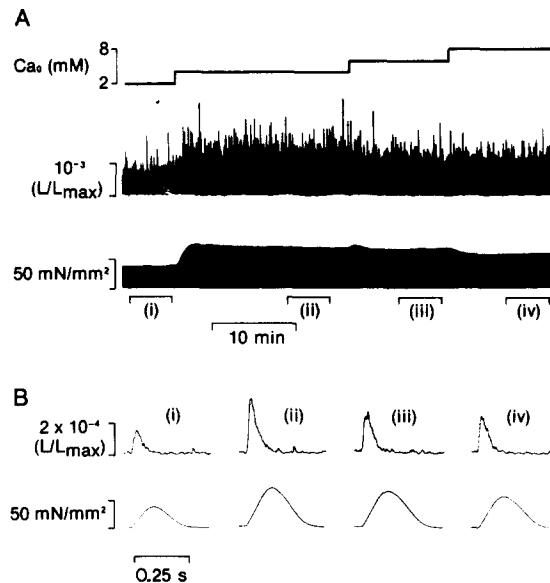 A
Ca₀ (mM)
8
2
10⁻³
(L/Lmax)
50 mN/mm²
(i)
(ii)
(iii)
(iv)
10 min
B
(i)
(ii)
(iii)
(iv)
2 x 10⁻⁴
(L/Lmax)
50 mN/mm²
0.25 s